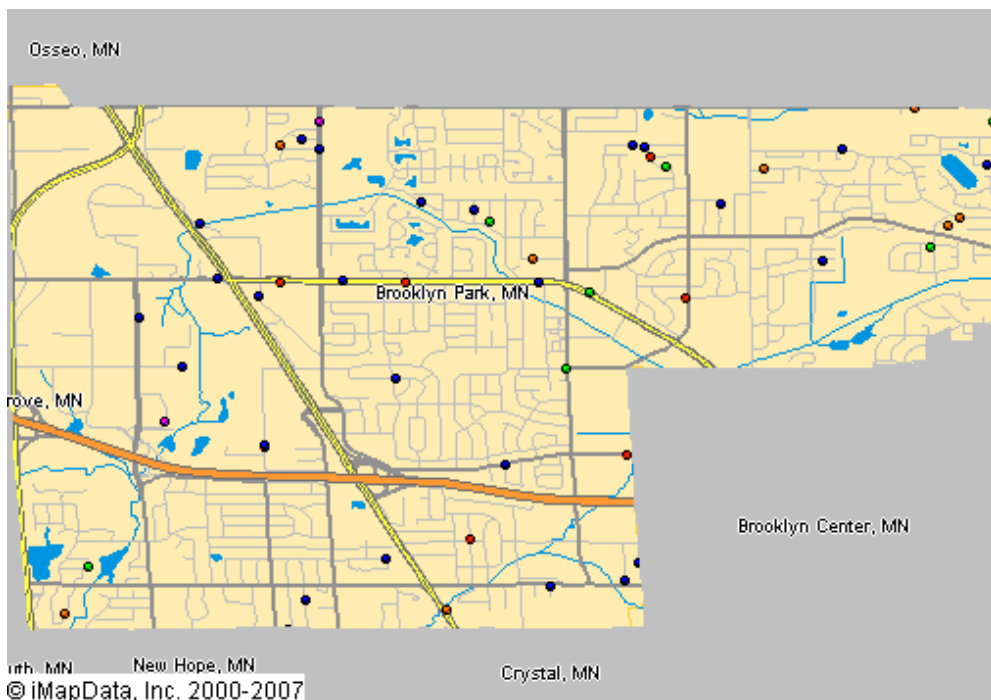 Osseo, MN
Brooklyn Park, MN
rove, MN
Brooklyn Center, MN
uth, MN
New Hope, MN
Crystal, MN
© iMapData, Inc. 2000-2007